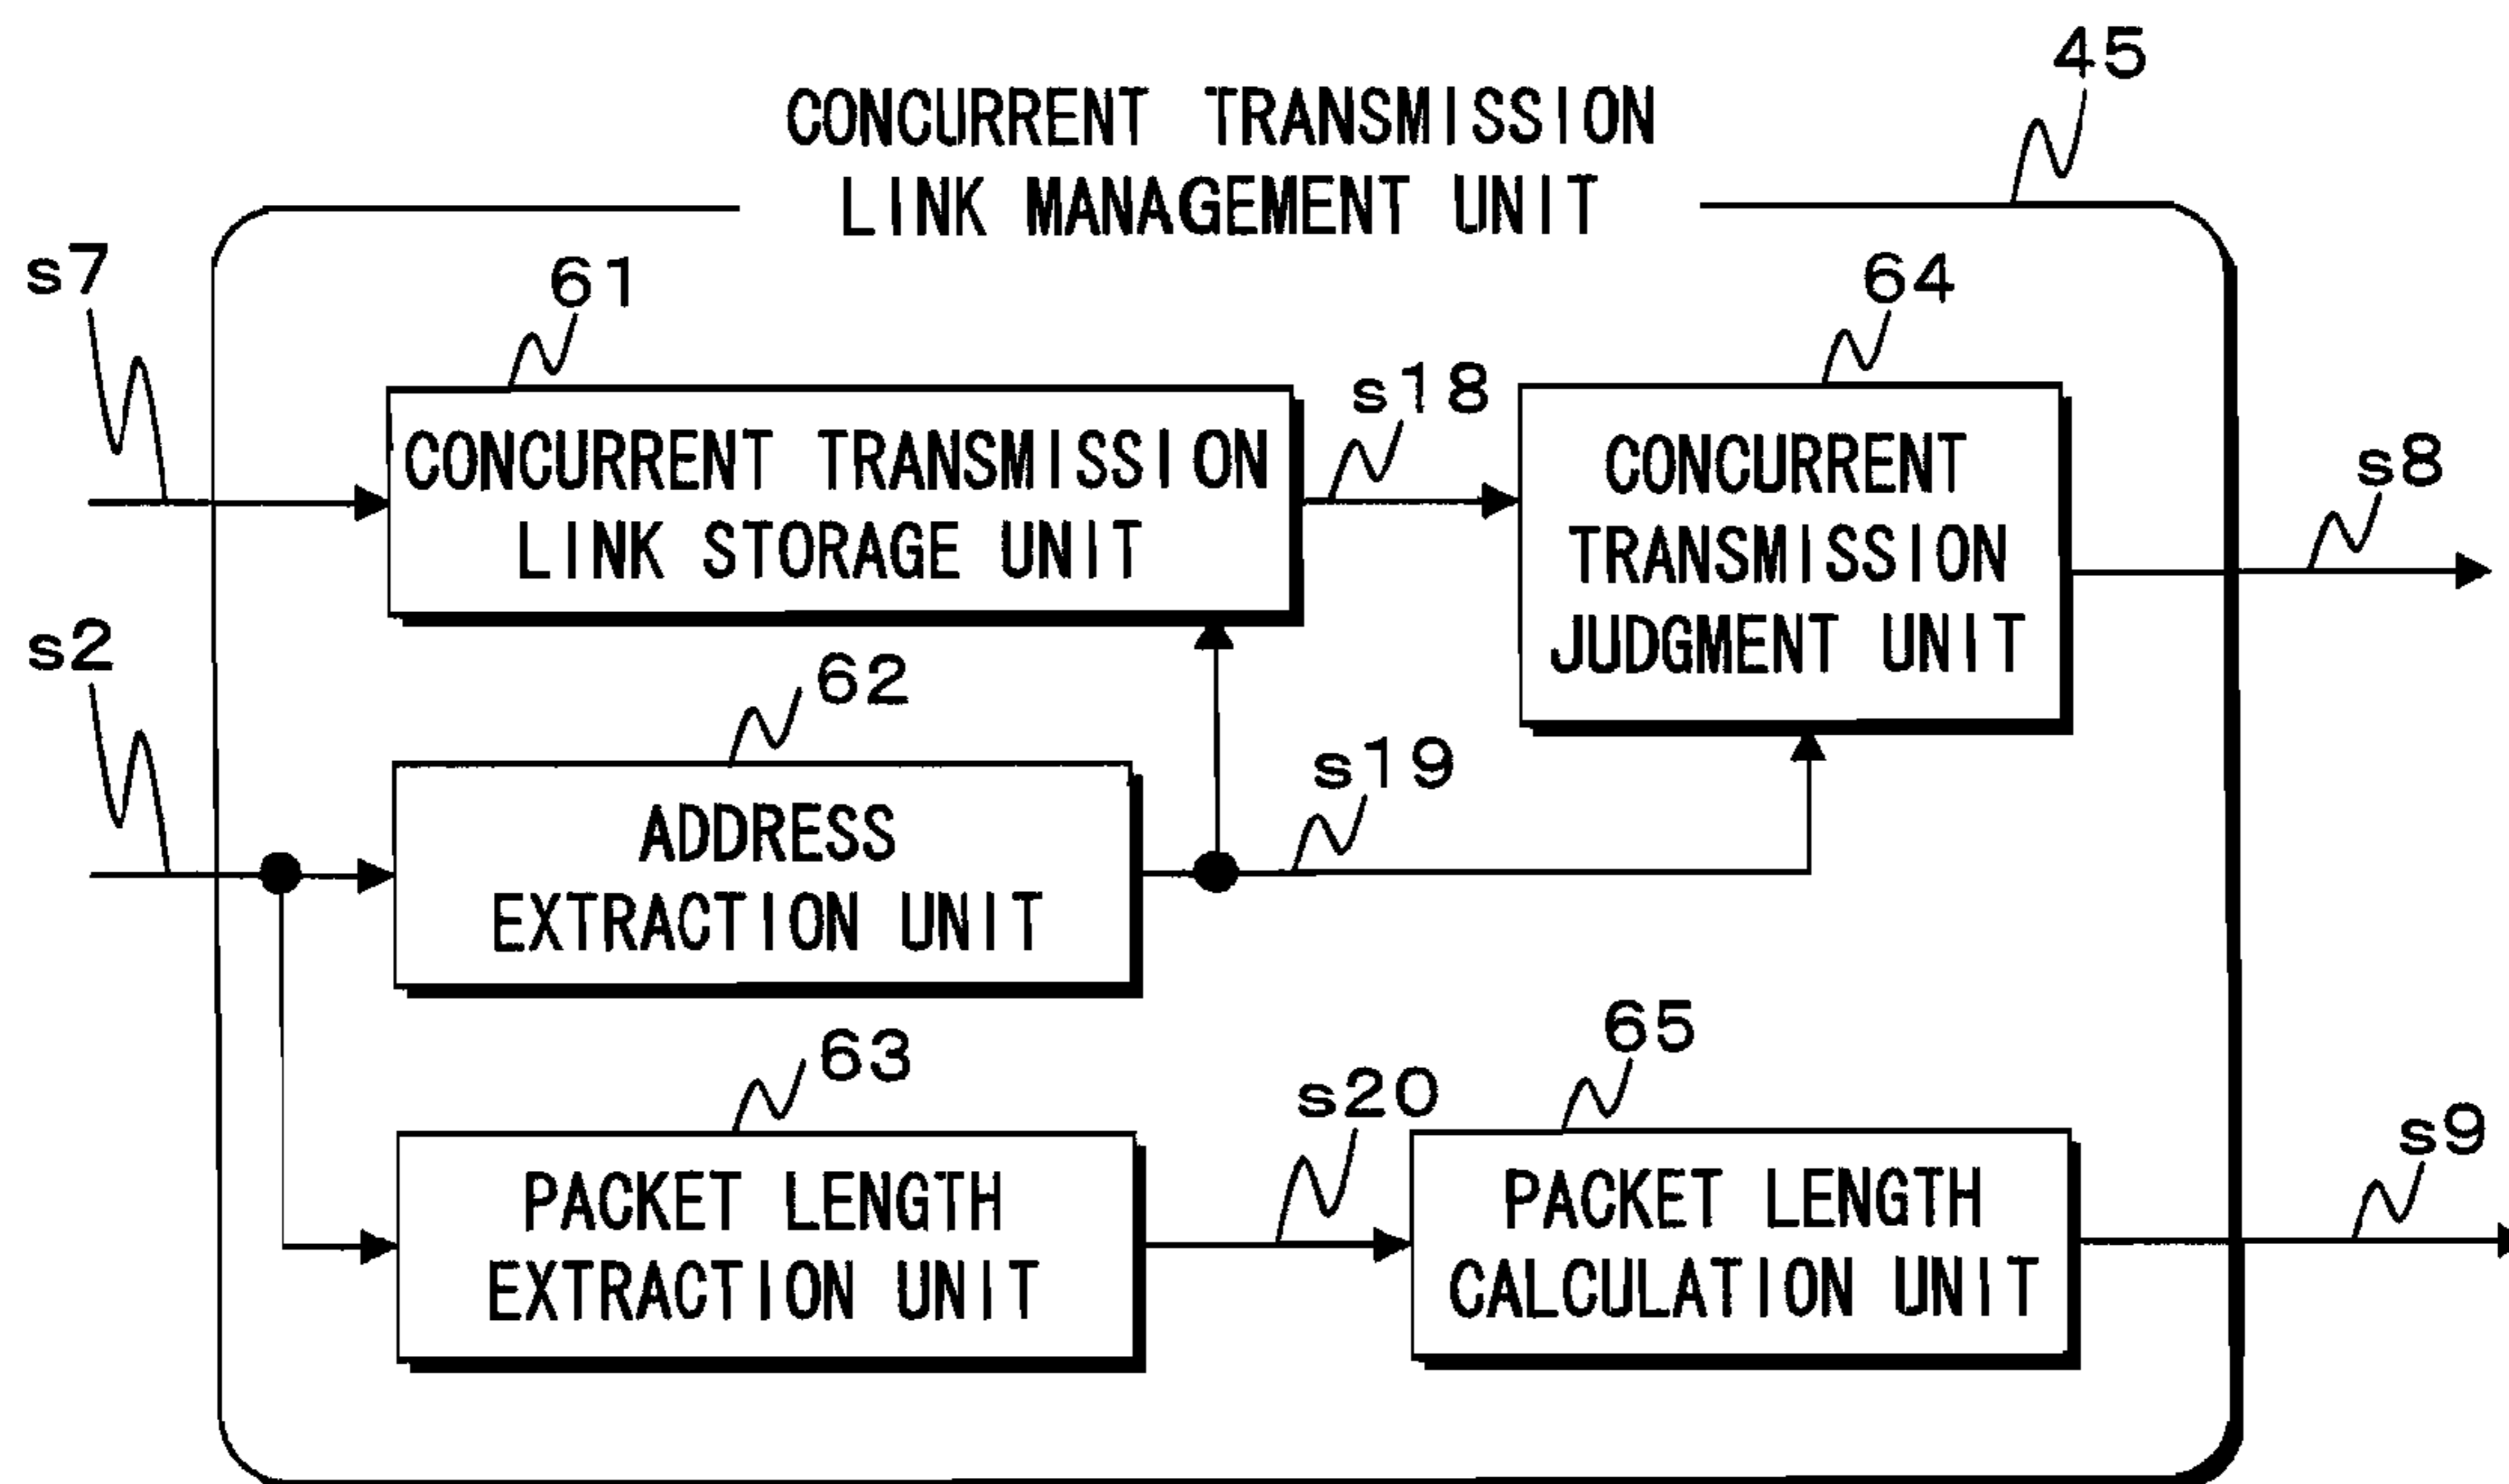 45
CONCURRENT TRANSMISSION
LINK MANAGEMENT UNIT
s7
61
64
s18
CONCURRENT TRANSMISSION
LINK STORAGE UNIT
CONCURRENT
TRANSMISSION
JUDGMENT UNIT
s8
s2
62
s19
ADDRESS
EXTRACTION UNIT
63
65
s20
s9
PACKET LENGTH
EXTRACTION UNIT
PACKET LENGTH
CALCULATION UNIT